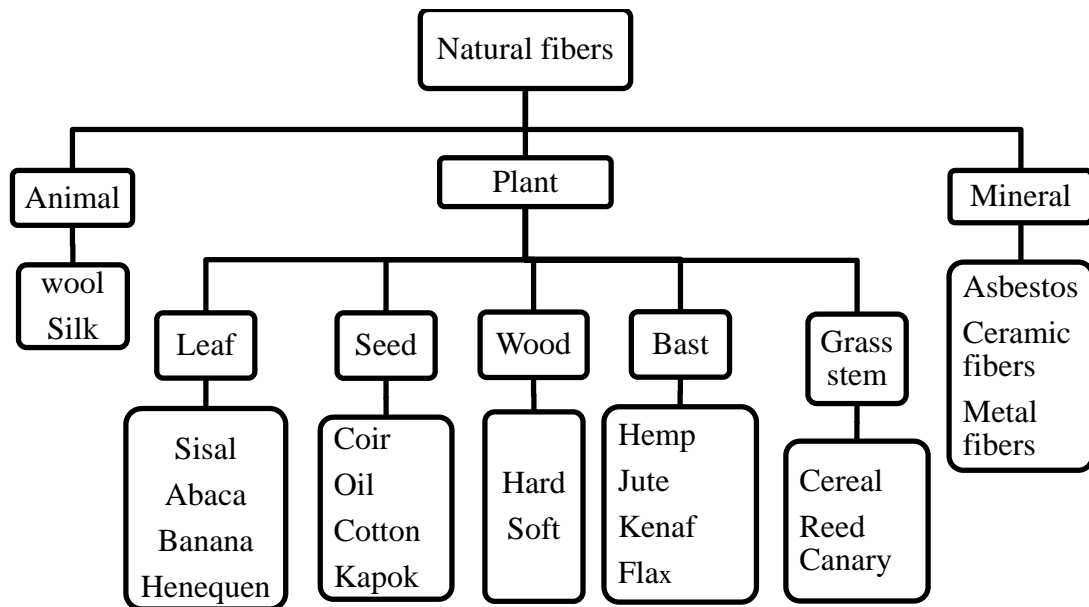 Natural fibers
Animal
Plant
Mineral
wool
Silk
Asbestos
Ceramic
fibers
Metal
fibers
Leaf
Seed
Wood
Bast
Grass
stem
Sisal
Abaca
Banana
Henequen
Coir
Oil
Cotton
Kapok
Hard
Soft
Hemp
Jute
Kenaf
Flax
Cereal
Reed
Canary